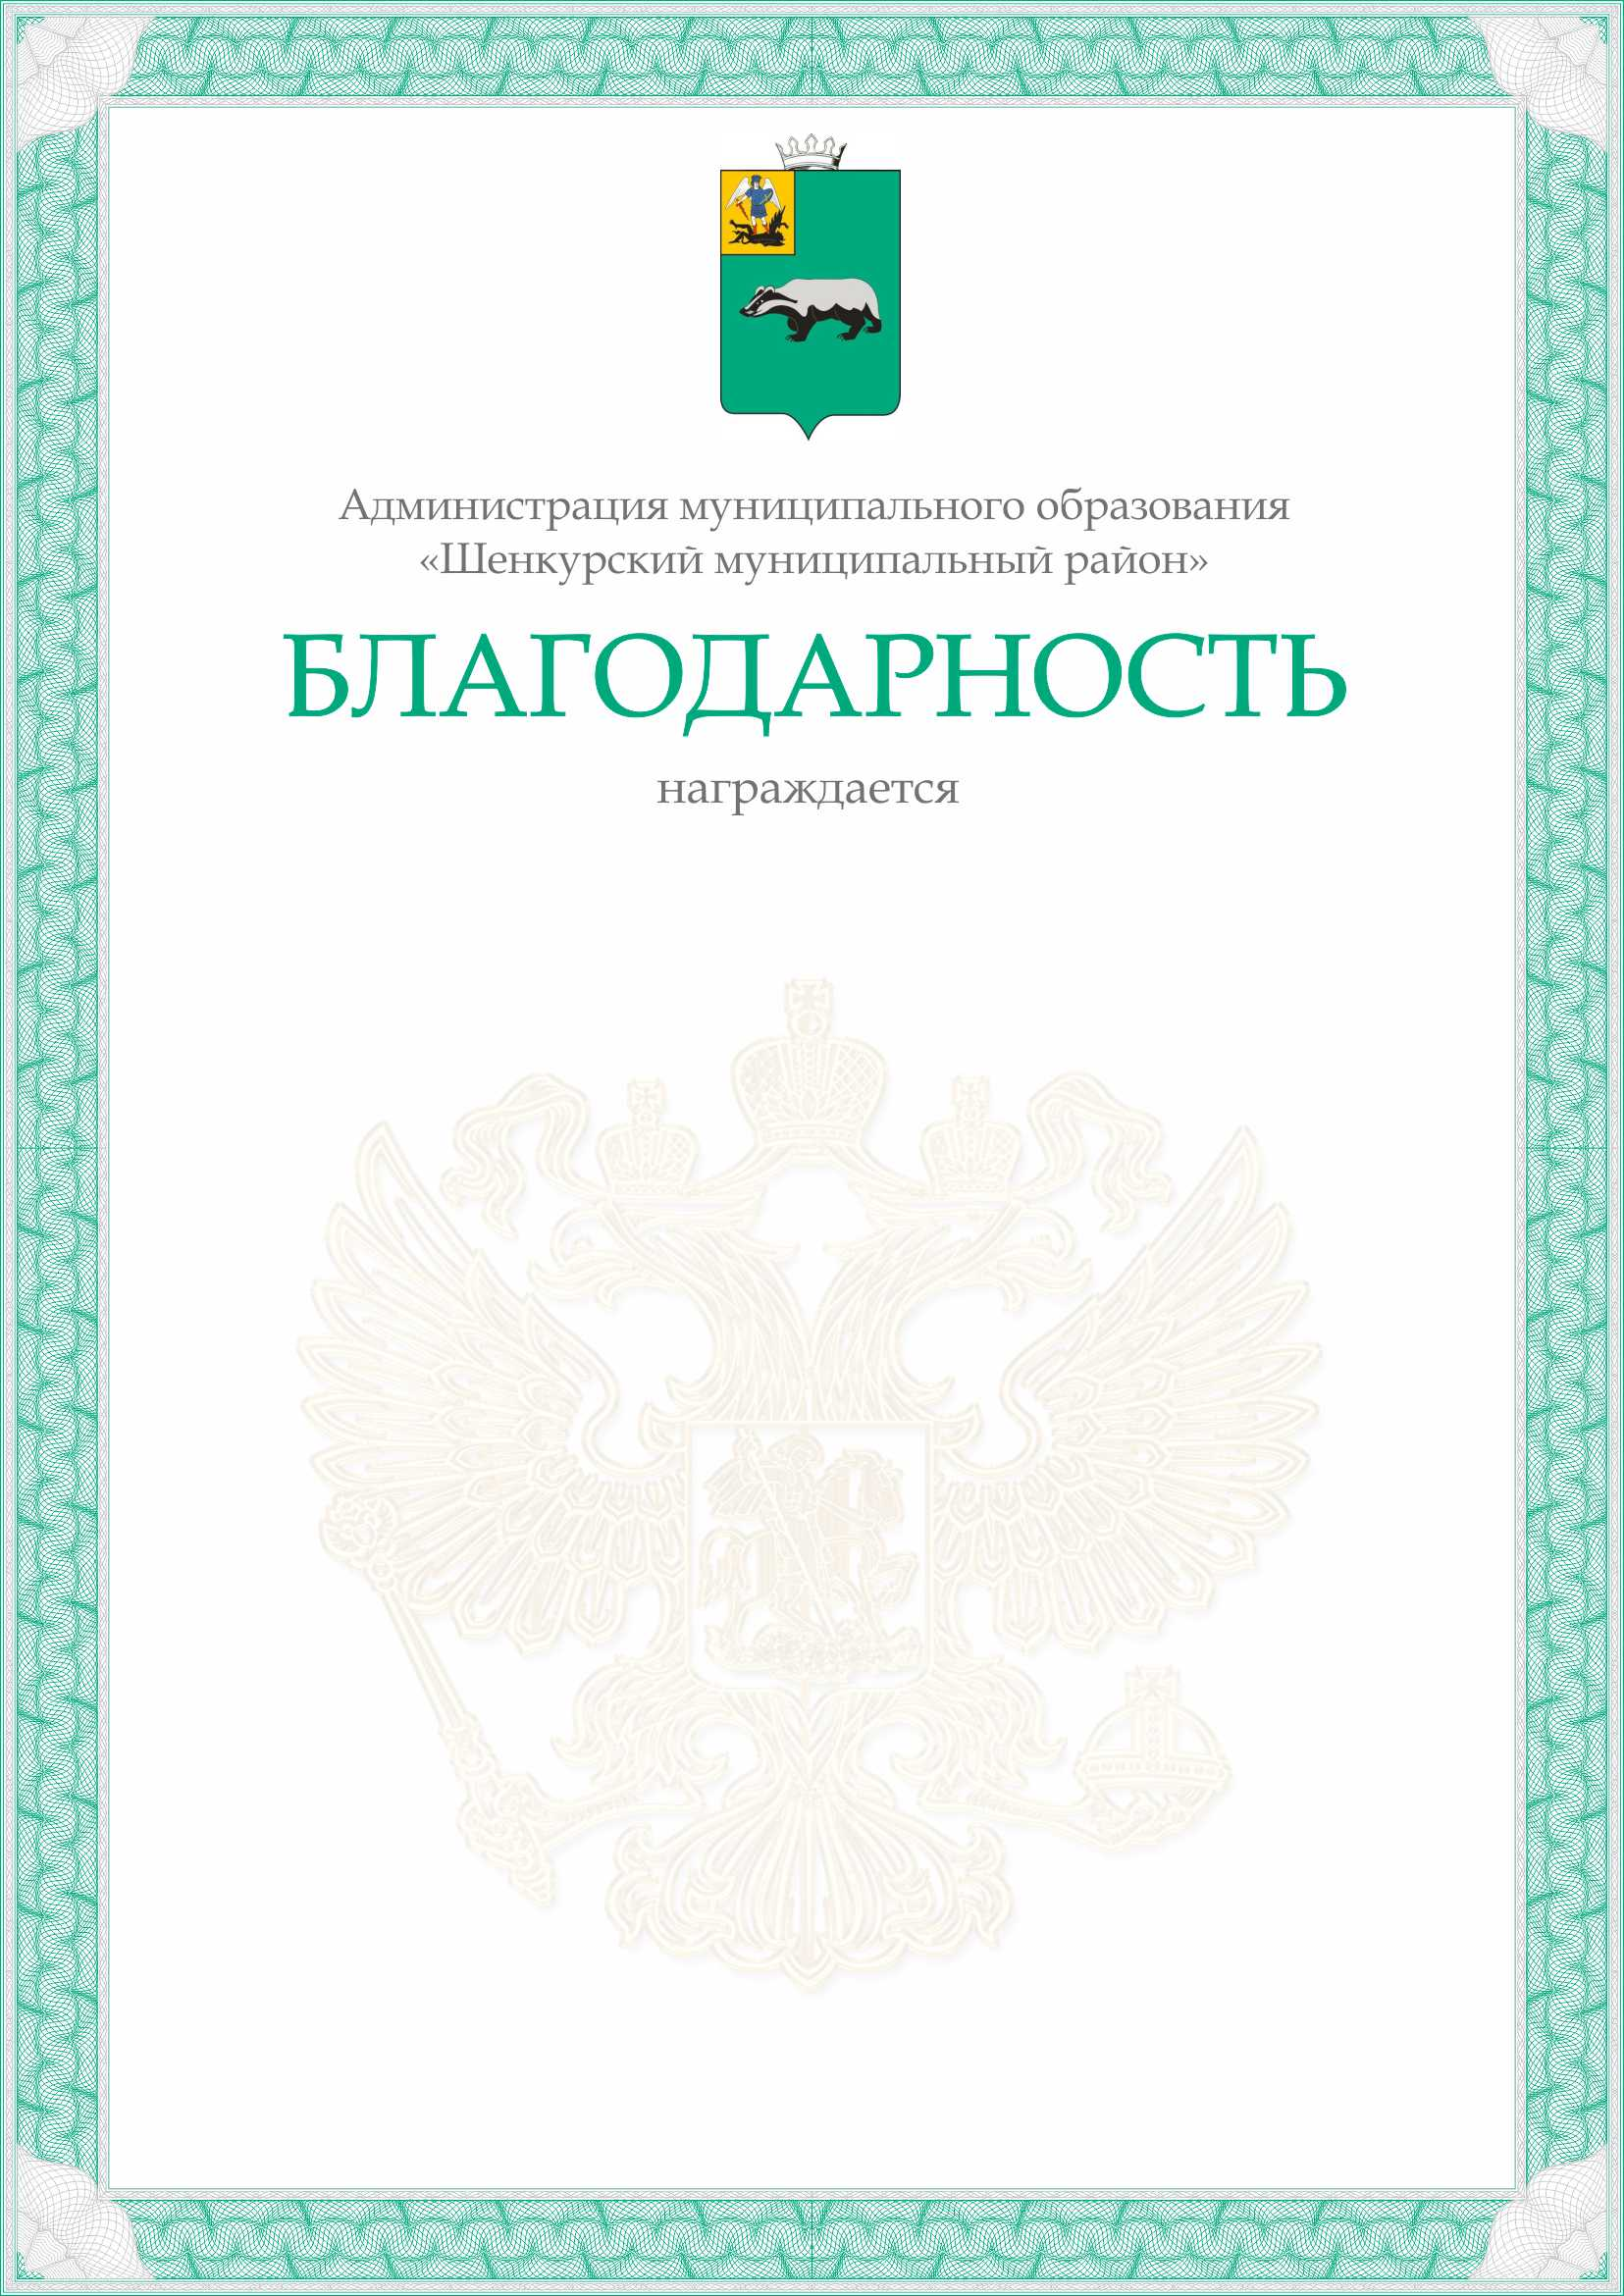 Администрация муниципального образования
«Шенкурский муниципальный район»
БЛАГОДАРНОСТЬ
награждается